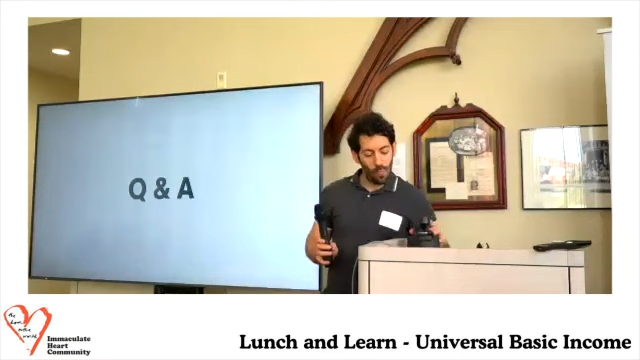 Q & A
Immaculate
Heart
Community
Lunch and Learn - Universal Basic Income